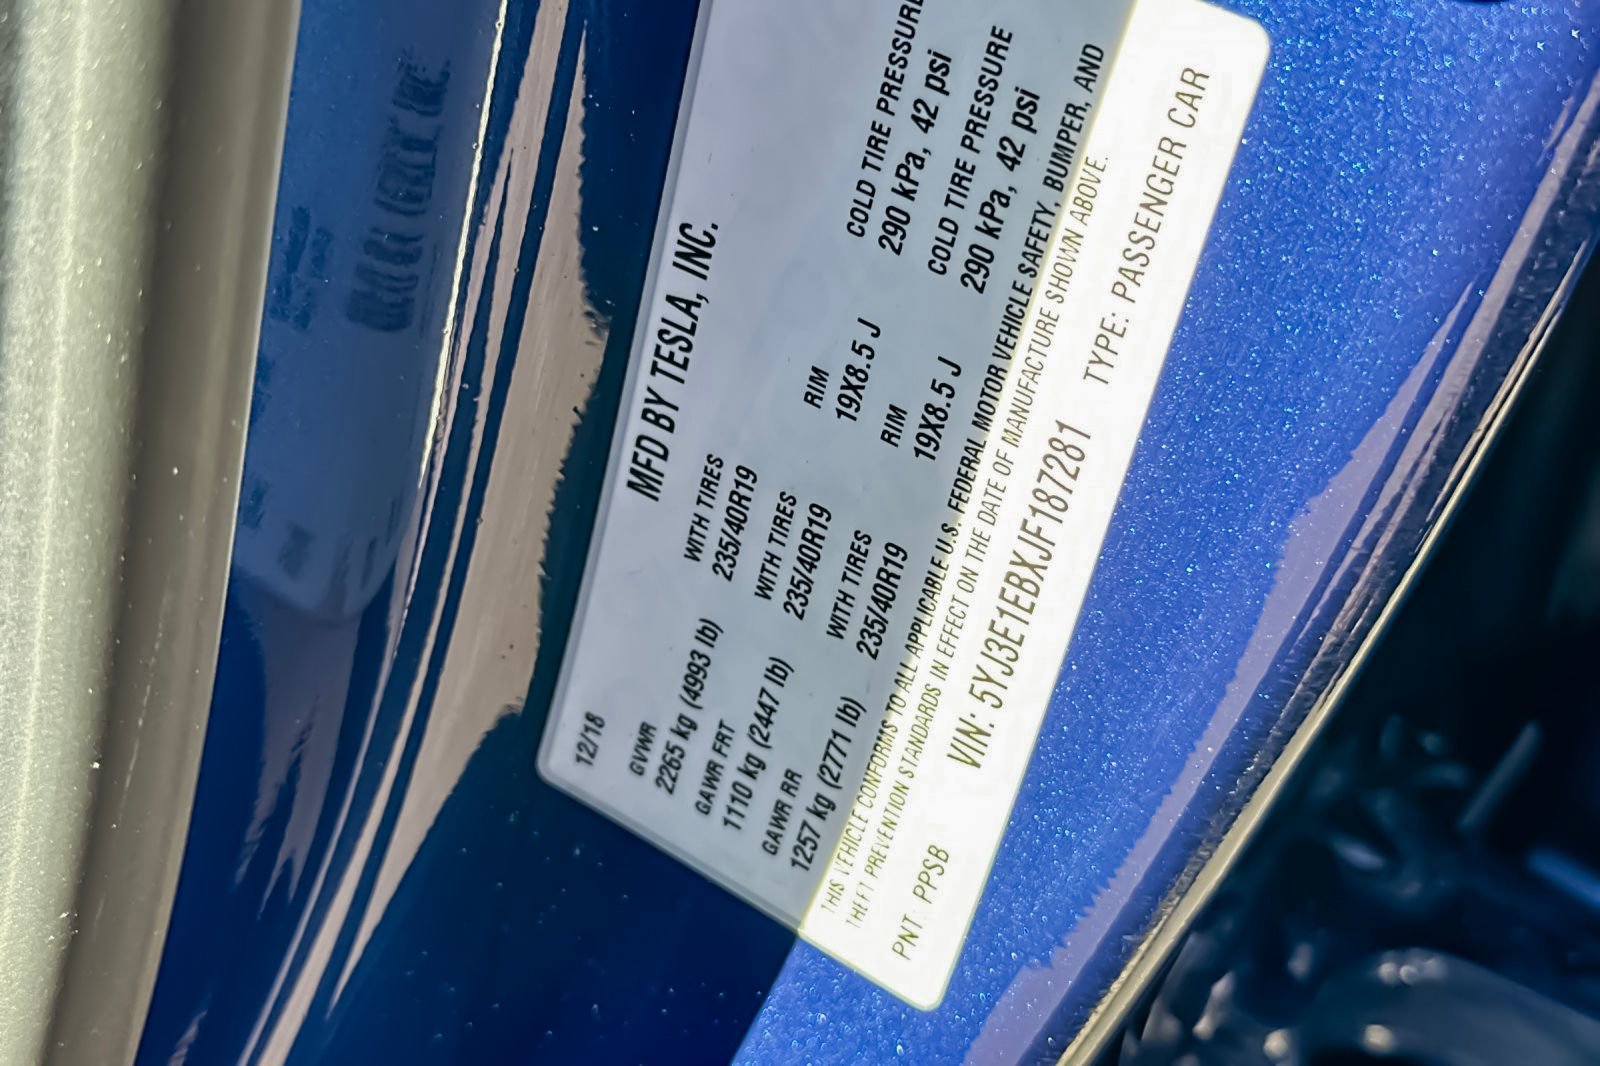 MFD BY TESLA, INC.
12/18
GVWR
2265 kg (4993 lb)
GAWR FRT WITH TIRES RIM COLD TIRE PRESSURE
1110 kg (2447 lb) 235/40R19 19X8.5 J 290 kPa, 42 psi
GAWR RR WITH TIRES RIM COLD TIRE PRESSURE
1257 kg (2771 lb) 235/40R19 19X8.5 J 290 kPa, 42 psi
WITH TIRES
235/40R19
THIS VEHICLE CONFORMS TO ALL APPLICABLE U.S. FEDERAL MOTOR VEHICLE SAFETY, BUMPER, AND
THEFT PREVENTION STANDARDS IN EFFECT ON THE DATE OF MANUFACTURE SHOWN ABOVE.
PNT: PPSB VIN: 5YJ3E1EBXJF187281 TYPE: PASSENGER CAR